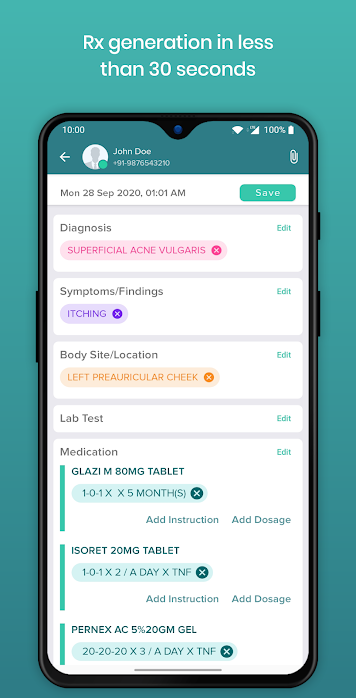 Rx generation in less
than 30 seconds
10:00
100%
John Doe
+91-9876543210
Mon 28 Sep 2020, 01:01 AM
Save
Diagnosis
Edit
SUPERFICIAL ACNE VULGARIS
Symptoms/Findings
Edit
ITCHING
Body Site/Location
Edit
LEFT PREAURICULAR CHEEK
Lab Test
Edit
Medication
Edit
GLAZI M 80MG TABLET
1-0-1 X X 5 MONTH(S)
Add Instruction Add Dosage
ISORET 20MG TABLET
1-0-1 X 2 / A DAY X TNF
Add Instruction Add Dosage
PERNEX AC 5%20GM GEL
20-20-20 X 3 / A DAY X TNF